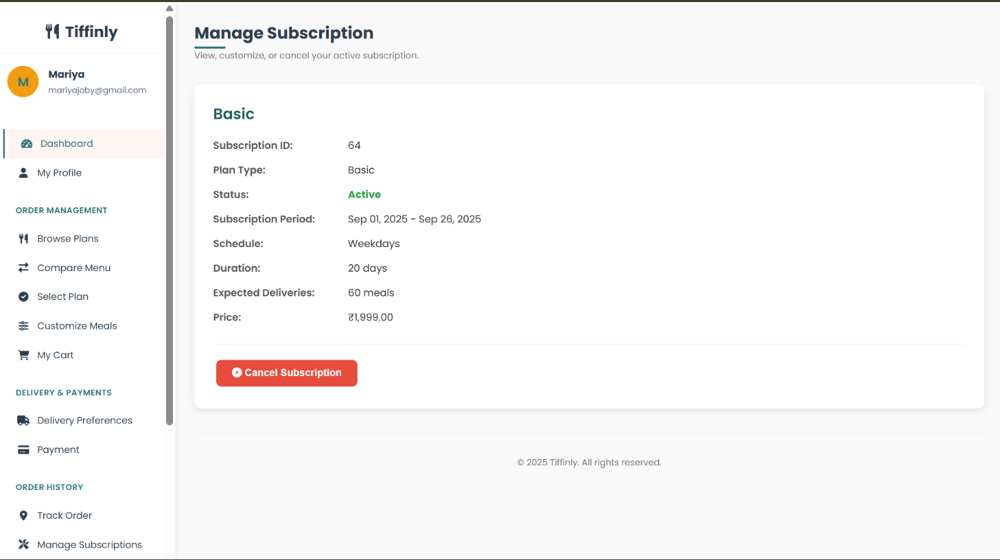 Tiffinly
M
Mariya
mariyajoby@gmail.com
Dashboard
My Profile
ORDER MANAGEMENT
Browse Plans
Compare Menu
Select Plan
Customize Meals
My Cart
DELIVERY & PAYMENTS
Delivery Preferences
Payment
ORDER HISTORY
Track Order
Manage Subscriptions
Manage Subscription
View, customize, or cancel your active subscription.
Basic
Subscription ID: 64
Plan Type: Basic
Status: Active
Subscription Period: Sep 01, 2025 - Sep 26, 2025
Schedule: Weekdays
Duration: 20 days
Expected Deliveries: 60 meals
Price: ₹1,999.00
Cancel Subscription
© 2025 Tiffinly. All rights reserved.